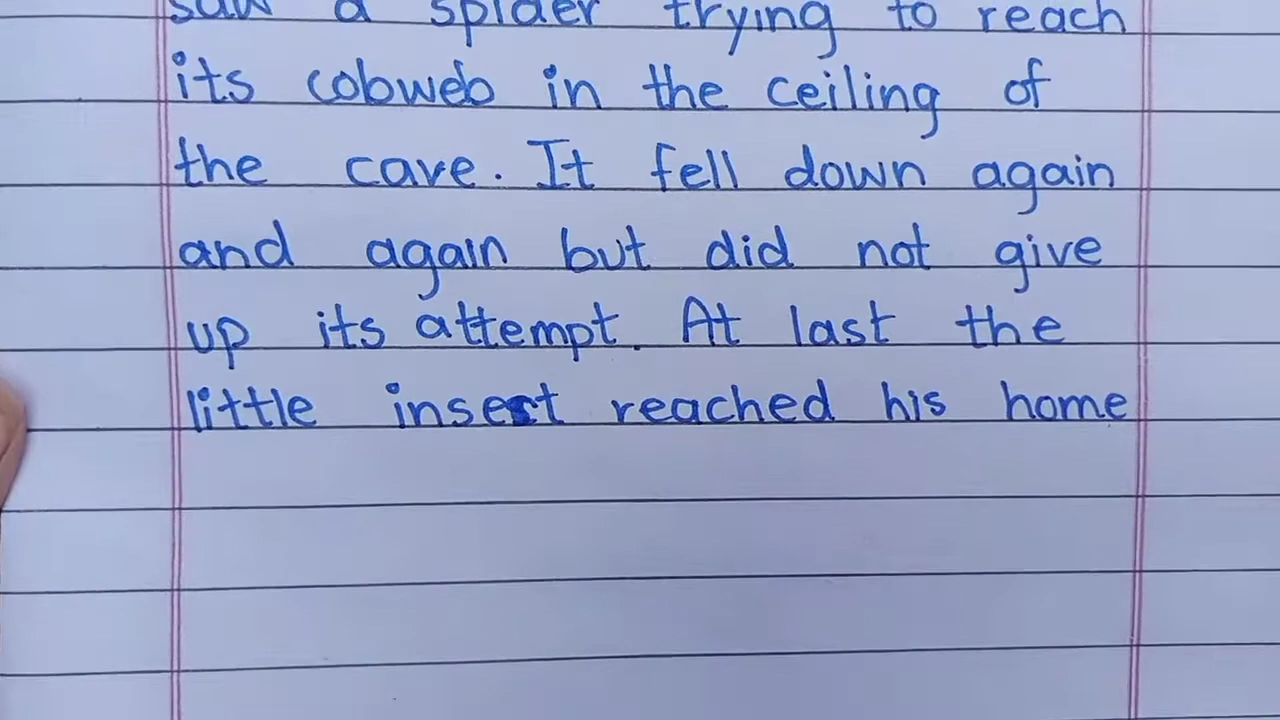 saw a spider trying to reach
its cobweb in the ceiling of
the cave. It fell down again
and again but did not give
up its attempt. At last the
little insect reached his home